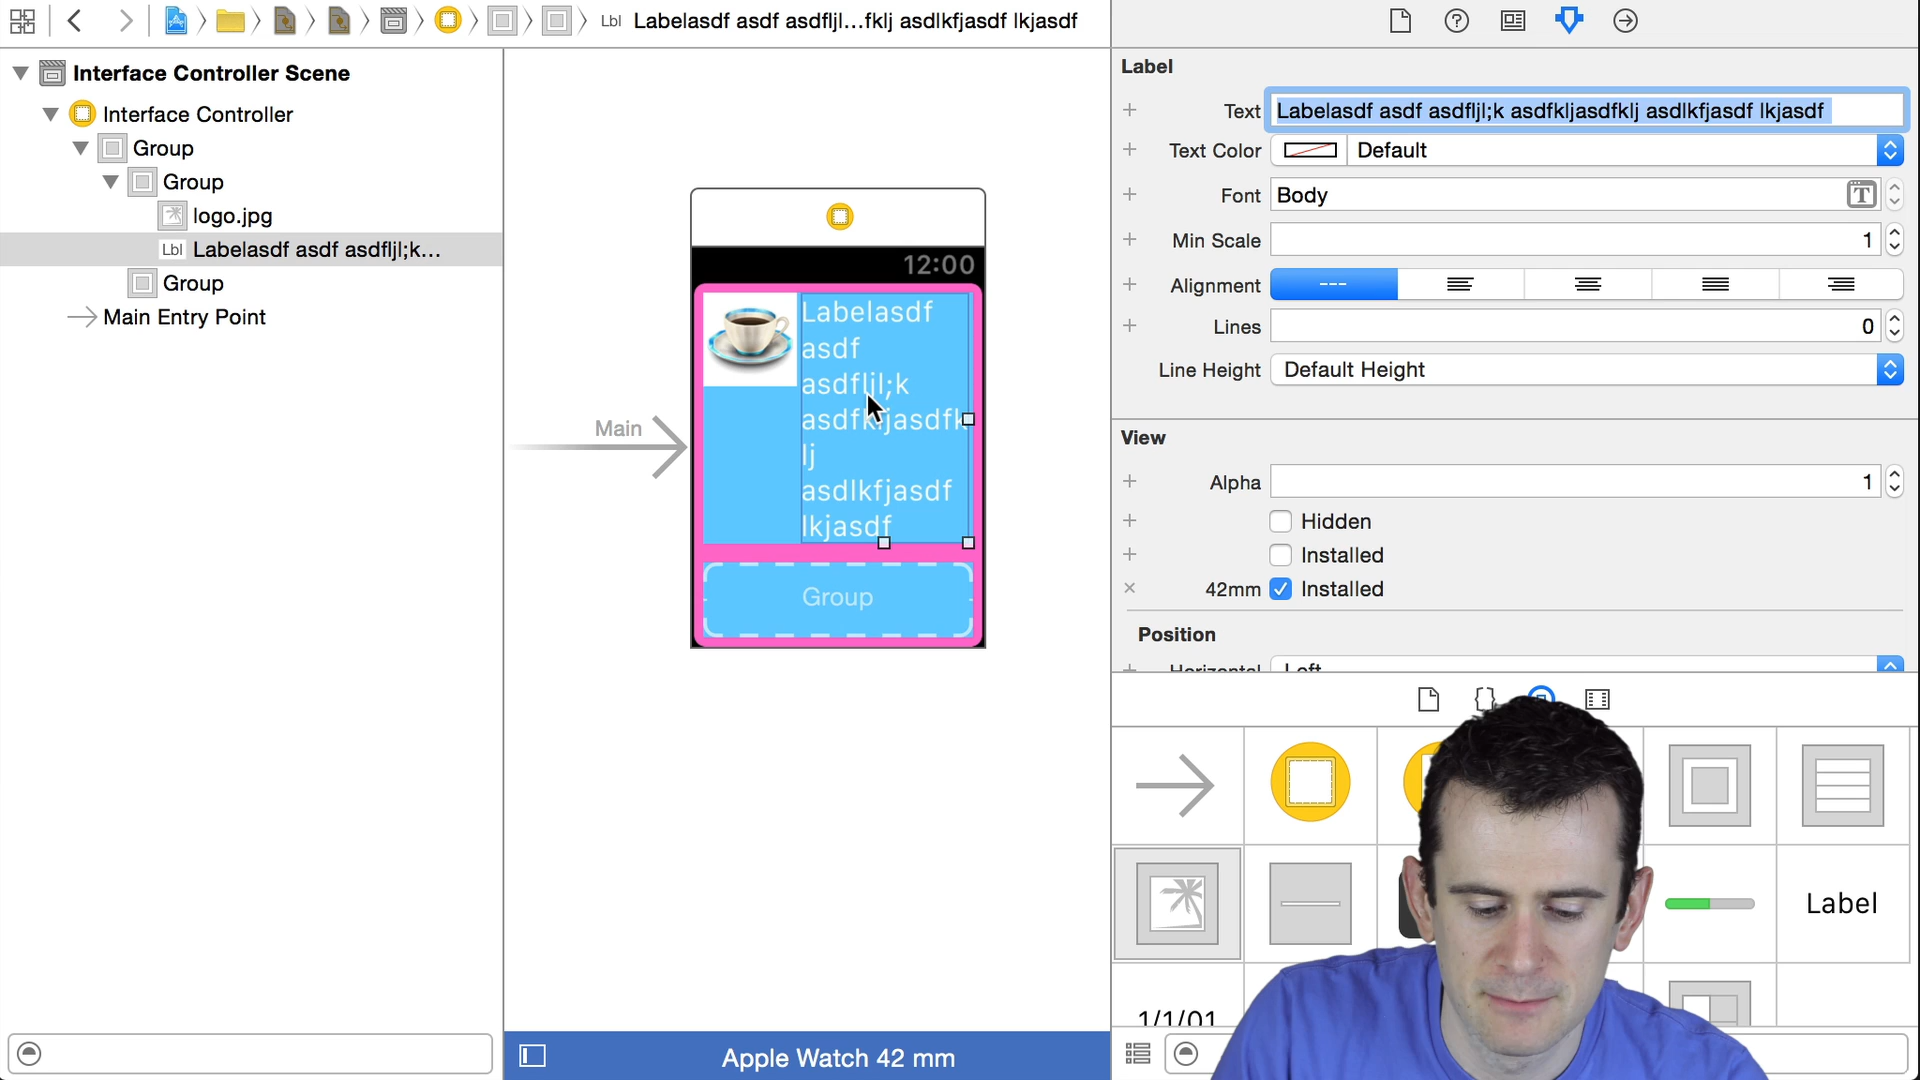 Lbl Labelasdf asdf asdfljl...fklj asdlkfjasdf lkjasdf
Interface Controller Scene
Interface Controller
Group
Group
logo.jpg
Lbl Labelasdf asdf asdfljl;k...
Group
Main Entry Point
Main
12:00
Labelasdf
asdf
asdfljl;k
asdfkljasdfk
lj
asdlkfjasdf
lkjasdf
Group
Apple Watch 42 mm
Label
Text Labelasdf asdf asdfljl;k asdfkljasdfklj asdlkfjasdf lkjasdf
Text Color Default
Font Body
Min Scale 1
Alignment ---
Lines 0
Line Height Default Height
View
Alpha 1
Hidden
Installed
42mm Installed
Position
Horizontal Left
{}
Label
1/1/01